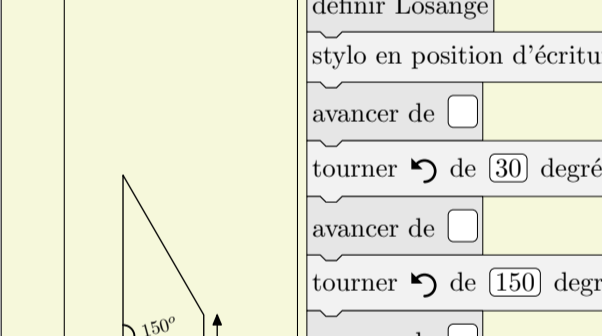 définir Losange
stylo en position d'écritu
avancer de
tourner de 30 degré
avancer de
tourner de 150 degr
150°